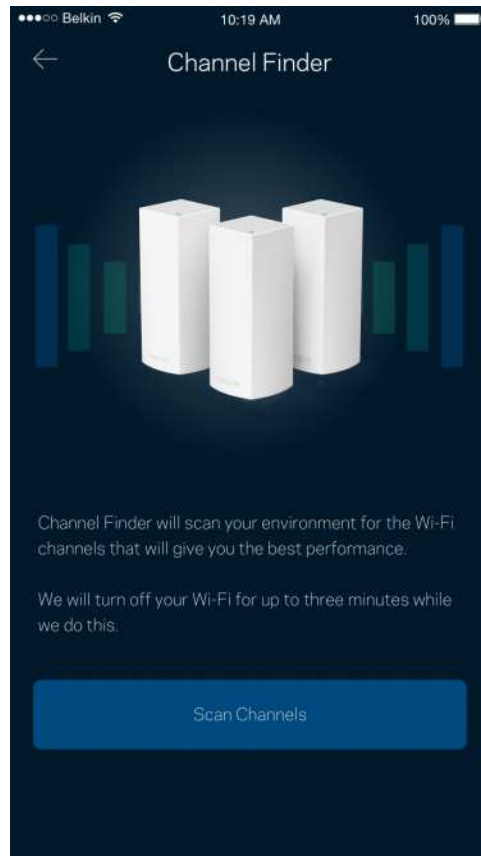 Belkin 10:19 AM 100%
Channel Finder
Channel Finder will scan your environment for the Wi-Fi
channels that will give you the best performance.
We will turn off your Wi-Fi for up to three minutes while
we do this.
Scan Channels